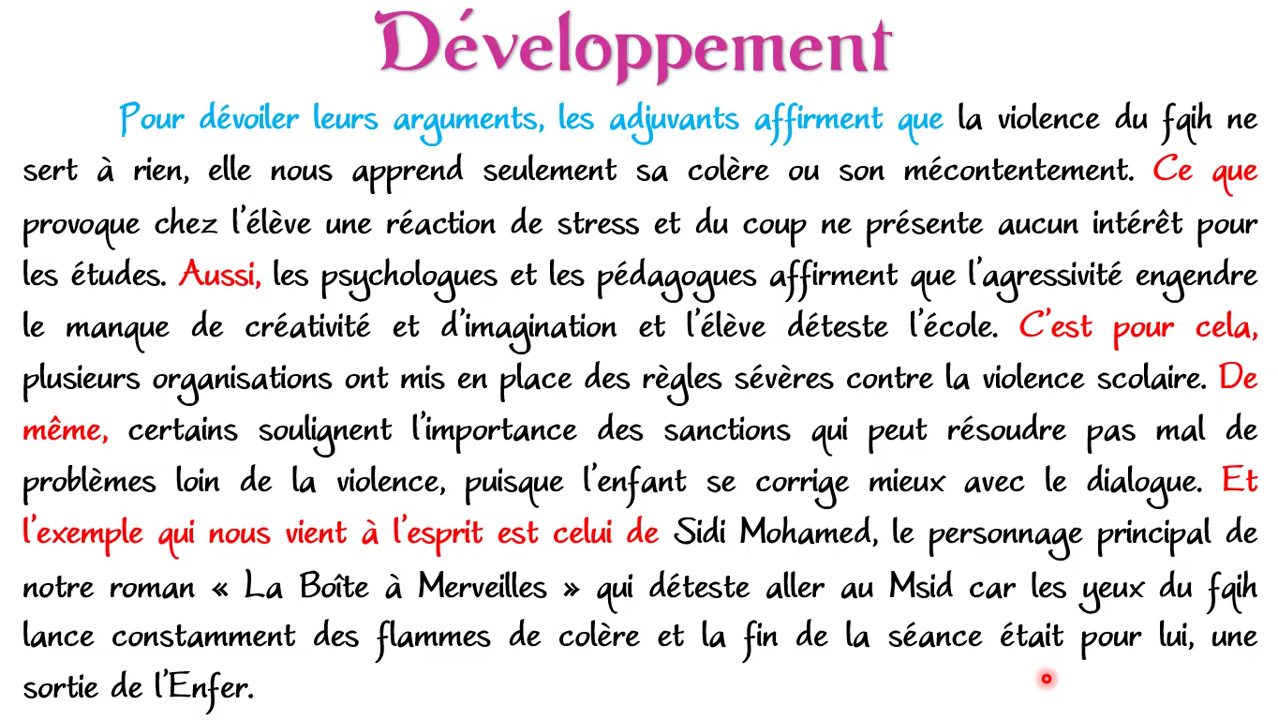 Développement
Pour dévoiler leurs arguments, les adjuvants affirment que la violence du fqih ne
sert à rien, elle nous apprend seulement sa colère ou son mécontentement. Ce que
provoque chez l'élève une réaction de stress et du coup ne présente aucun intérêt pour
les études. Aussi, les psychologues et les pédagogues affirment que l'agressivité engendre
le manque de créativité et d'imagination et l'élève déteste l'école. C'est pour cela,
plusieurs organisations ont mis en place des règles sévères contre la violence scolaire. De
même, certains soulignent l'importance des sanctions qui peut résoudre pas mal de
problèmes loin de la violence, puisque l'enfant se corrige mieux avec le dialogue. Et
l'exemple qui nous vient à l'esprit est celui de Sidi Mohamed, le personnage principal de
notre roman « La Boîte à Merveilles » qui déteste aller au Msid car les yeux du fqih
lance constamment des flammes de colère et la fin de la séance était pour lui, une
sortie de l'Enfer.